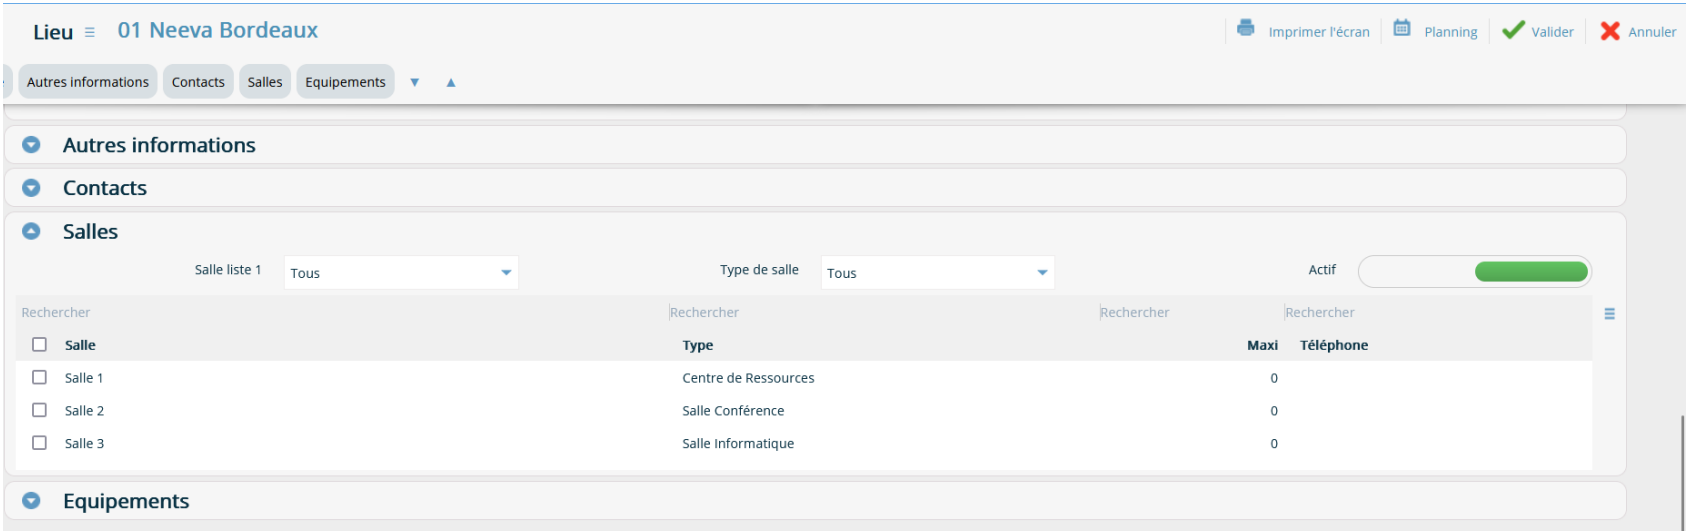 Lieu 01 Neeva Bordeaux Imprimer l'écran Planning Valider Annuler
Autres informations Contacts Salles Equipements
Autres informations
Contacts
Salles
Salle liste 1 Tous Type de salle Tous Actif
Rechercher Rechercher Rechercher Rechercher
Salle Type Maxi Téléphone
Salle 1 Centre de Ressources 0
Salle 2 Salle Conférence 0
Salle 3 Salle Informatique 0
Equipements